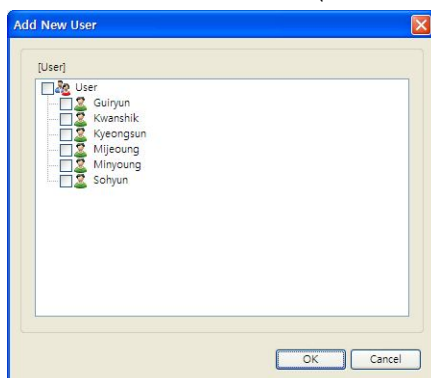 Add New User
[User]
User
Guiryun
Kwanshik
Kyeongsun
Mijeoung
Minyoung
Sohyun
OK Cancel